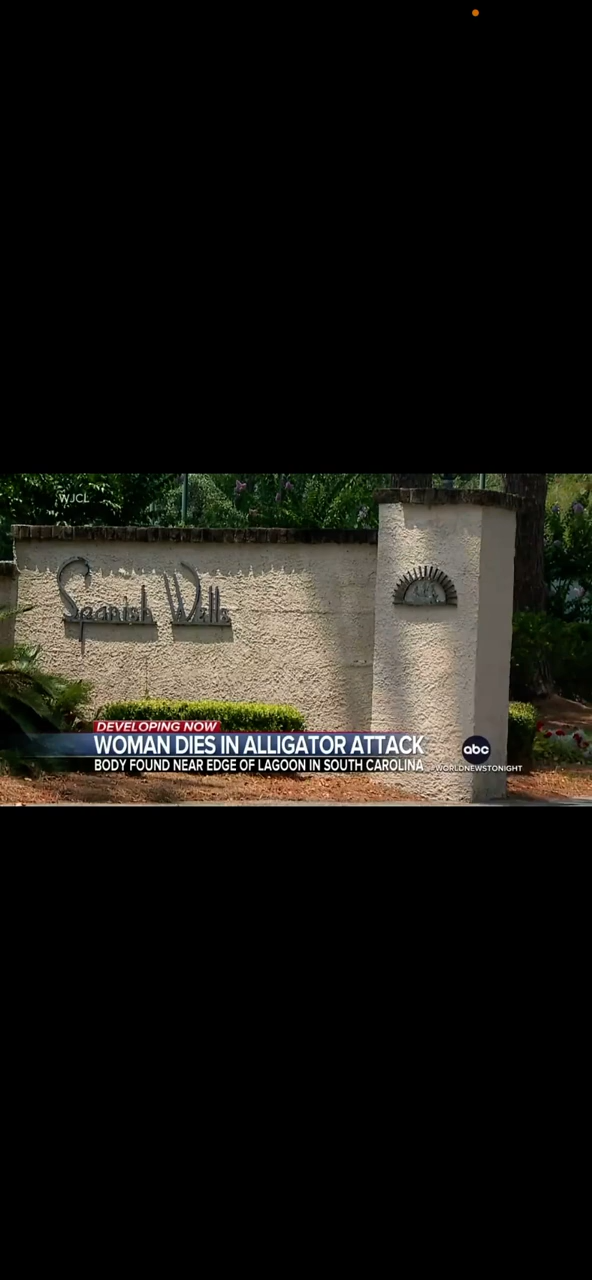 WJCL
Spanish Wells
DEVELOPING NOW
WOMAN DIES IN ALLIGATOR ATTACK
BODY FOUND NEAR EDGE OF LAGOON IN SOUTH CAROLINA
abc
#WORLDNEWSTONIGHT